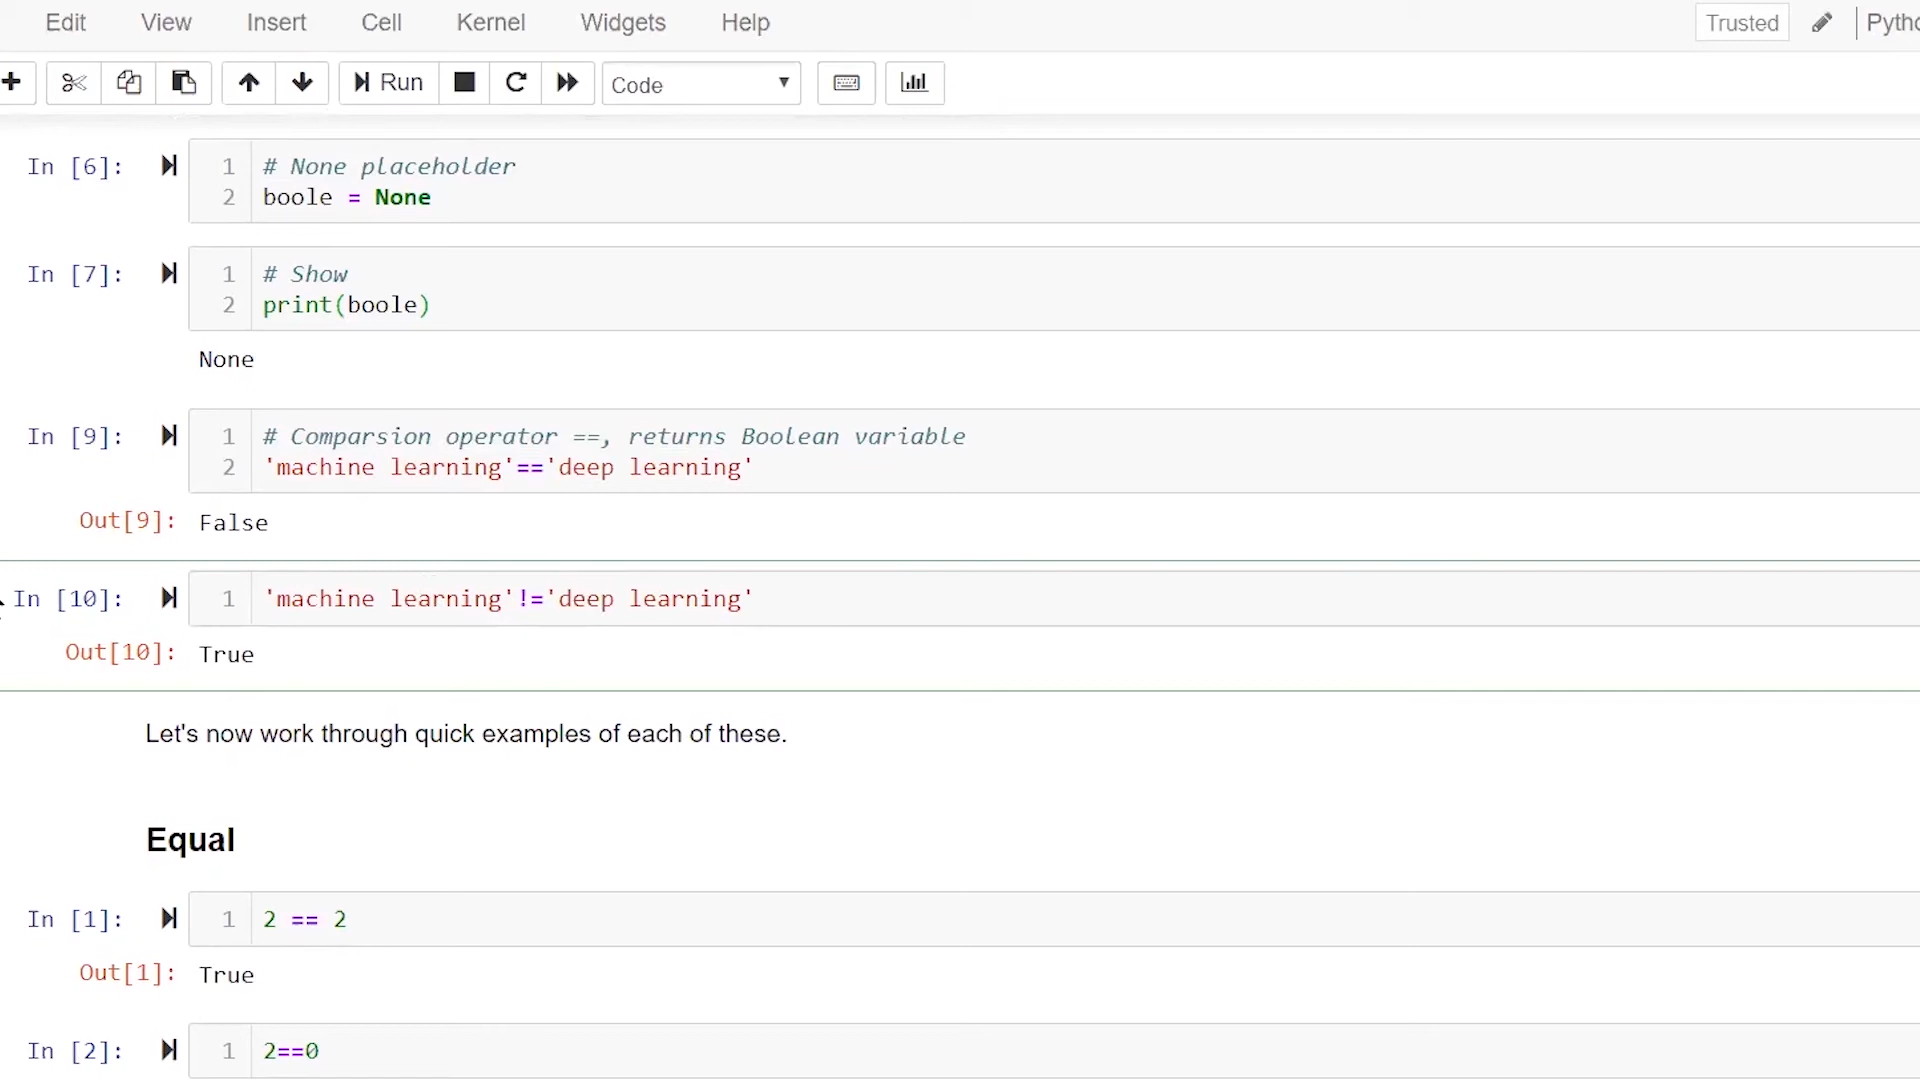 Edit View Insert Cell Kernel Widgets Help Trusted
Run Code
In [6]: 1 # None placeholder
2 boole = None
In [7]: 1 # Show
2 print(boole)
None
In [9]: 1 # Comparsion operator ==, returns Boolean variable
2 'machine learning'=='deep learning'
Out[9]: False
In [10]: 1 'machine learning'!='deep learning'
Out[10]: True
Let's now work through quick examples of each of these.
Equal
In [1]: 1 2 == 2
Out[1]: True
In [2]: 1 2==0